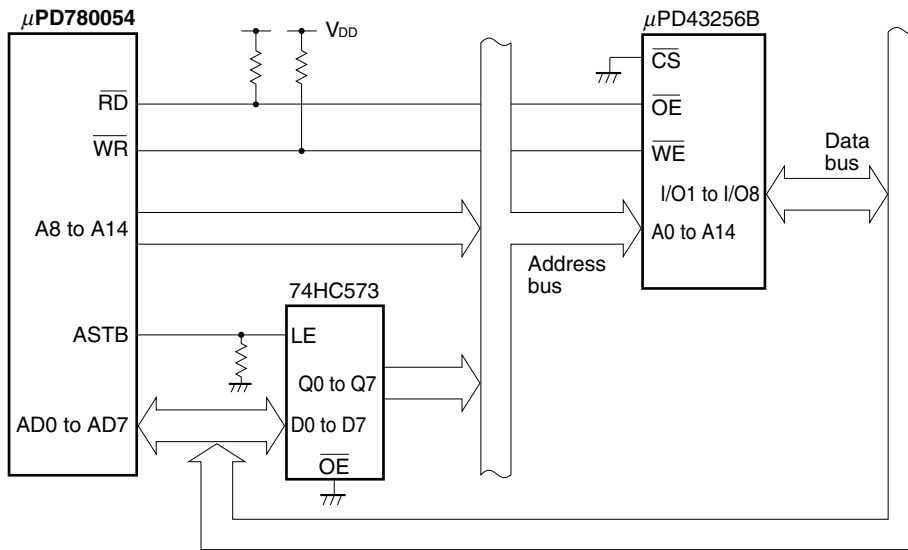 μPD780054
RD
WR
A8 to A14
ASTB
AD0 to AD7
VDD
74HC573
LE
Q0 to Q7
D0 to D7
OE
Address
bus
μPD43256B
CS
OE
WE
I/O1 to I/O8
A0 to A14
Data
bus